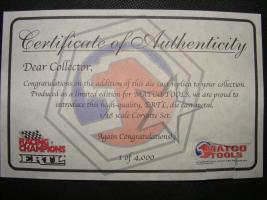 Certificate of Authenticity
Dear Collector,
Congratulations on the addition of this die cast replica to your collection.
Produced as a limited edition for MATCO TOOLS, we are proud to
introduce this high-quality, ERTL, die cast metal,
Corvette Set.
Again Congratulations!
1 of 4,000
RACING
CHAMPIONS
ERTL
MATCO
TOOLS